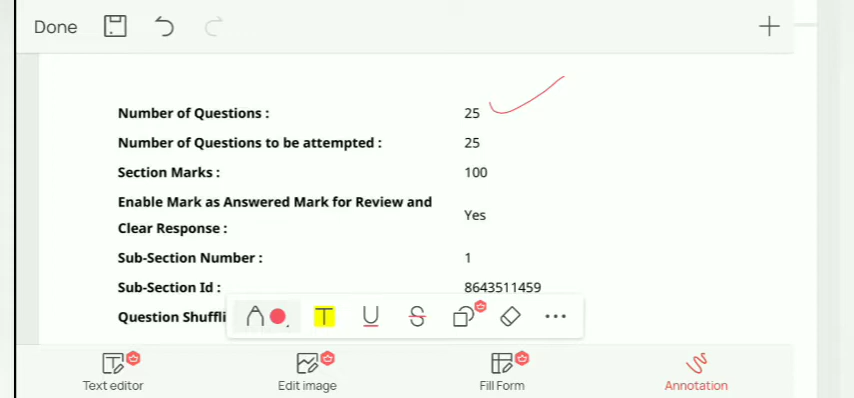 Done
Number of Questions : 25
Number of Questions to be attempted : 25
Section Marks : 100
Enable Mark as Answered Mark for Review and
Clear Response : Yes
Sub-Section Number : 1
Sub-Section Id : 8643511459
Question Shuffli
T U S
Text editor Edit image Fill Form Annotation